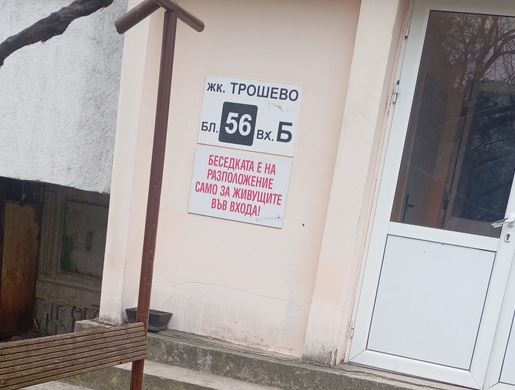 жк. ТРОШЕВО
БЛ. 56 Вх. Б
БЕСЕДКАТА Е НА
РАЗПОЛОЖЕНИЕ
САМО ЗА ЖИВУЩИТЕ
ВЪВ ВХОДА!